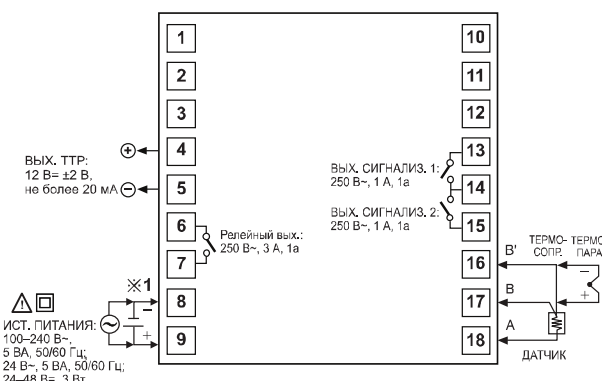 1
10
2
11
3
12
4
13
5
14
6
15
7
16
8
17
9
18
+
ВЫХ. ТТР:
12 В= ±2 В,
не более 20 мА
−
Релейный вых.:
250 В~, 3 А, 1a
ВЫХ. СИГНАЛИЗ. 1:
250 В~, 1 А, 1a
ВЫХ. СИГНАЛИЗ. 2:
250 В~, 1 А, 1a
※1
−
+
ИСТ. ПИТАНИЯ:
100–240 В~,
5 ВА, 50/60 Гц;
24 В~, 5 ВА, 50/60 Гц;
24–48 В=, 3 Вт
ТЕРМО-
СОПР.
ТЕРМО
ПАРА
B'
B
A
−
+
ДАТЧИК